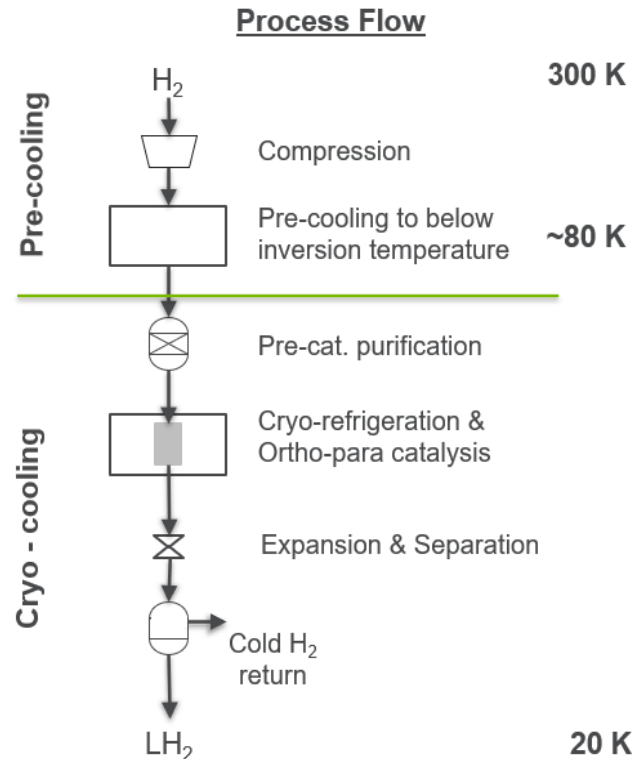 Process Flow
H₂
300 K
Pre-cooling
Compression
Pre-cooling to below
inversion temperature
~80 K
Pre-cat. purification
Cryo - cooling
Cryo-refrigeration &
Ortho-para catalysis
Expansion & Separation
Cold H₂
return
LH₂
20 K